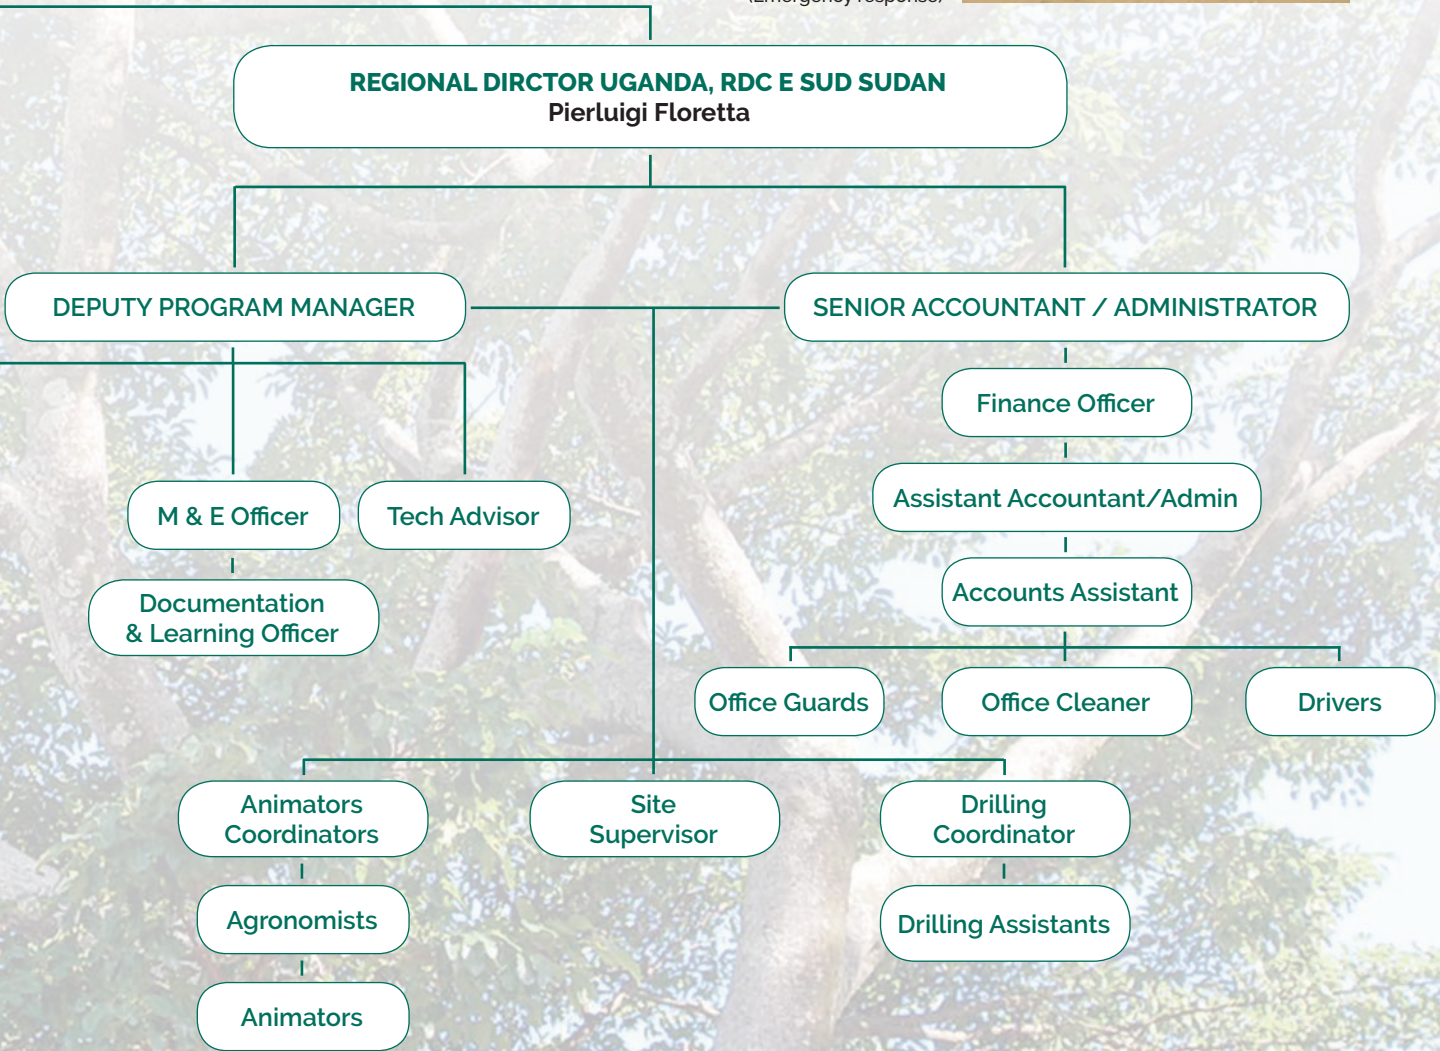 (Emergency response)
REGIONAL DIRCTOR UGANDA, RDC E SUD SUDAN
Pierluigi Floretta
DEPUTY PROGRAM MANAGER
SENIOR ACCOUNTANT / ADMINISTRATOR
Finance Officer
Assistant Accountant/Admin
M & E Officer
Tech Advisor
Accounts Assistant
Documentation
& Learning Officer
Office Guards
Office Cleaner
Drivers
Animators
Coordinators
Site
Supervisor
Drilling
Coordinator
Agronomists
Drilling Assistants
Animators